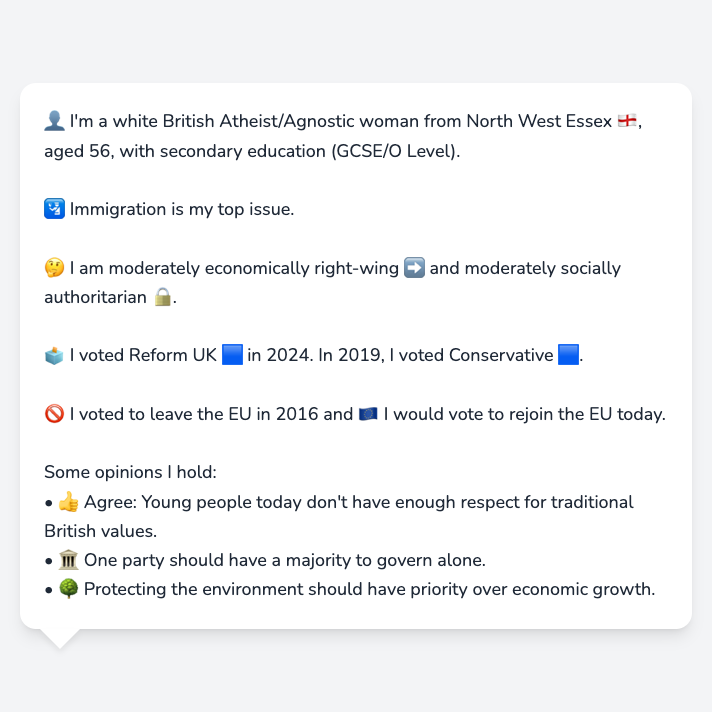 👤 I'm a white British Atheist/Agnostic woman from North West Essex 🏴󠁧󠁢󠁥󠁮󠁧󠁿,
aged 56, with secondary education (GCSE/O Level).
🛂 Immigration is my top issue.
🤔 I am moderately economically right-wing ➡️ and moderately socially
authoritarian 🔒.
🗳️ I voted Reform UK 🟦 in 2024. In 2019, I voted Conservative 🟦.
🚫 I voted to leave the EU in 2016 and 🇪🇺 I would vote to rejoin the EU today.
Some opinions I hold:
• 👍 Agree: Young people today don't have enough respect for traditional
British values.
• 🏛️ One party should have a majority to govern alone.
• 🌳 Protecting the environment should have priority over economic growth.